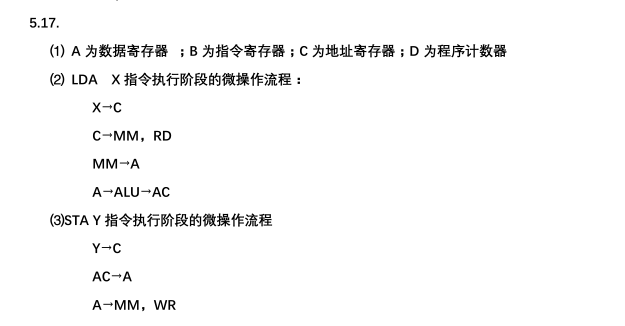 5.17.
(1) A 为数据寄存器 ；B 为指令寄存器；C 为地址寄存器；D 为程序计数器
(2) LDA X 指令执行阶段的微操作流程：
X→C
C→MM，RD
MM→A
A→ALU→AC
(3)STA Y 指令执行阶段的微操作流程
Y→C
AC→A
A→MM，WR